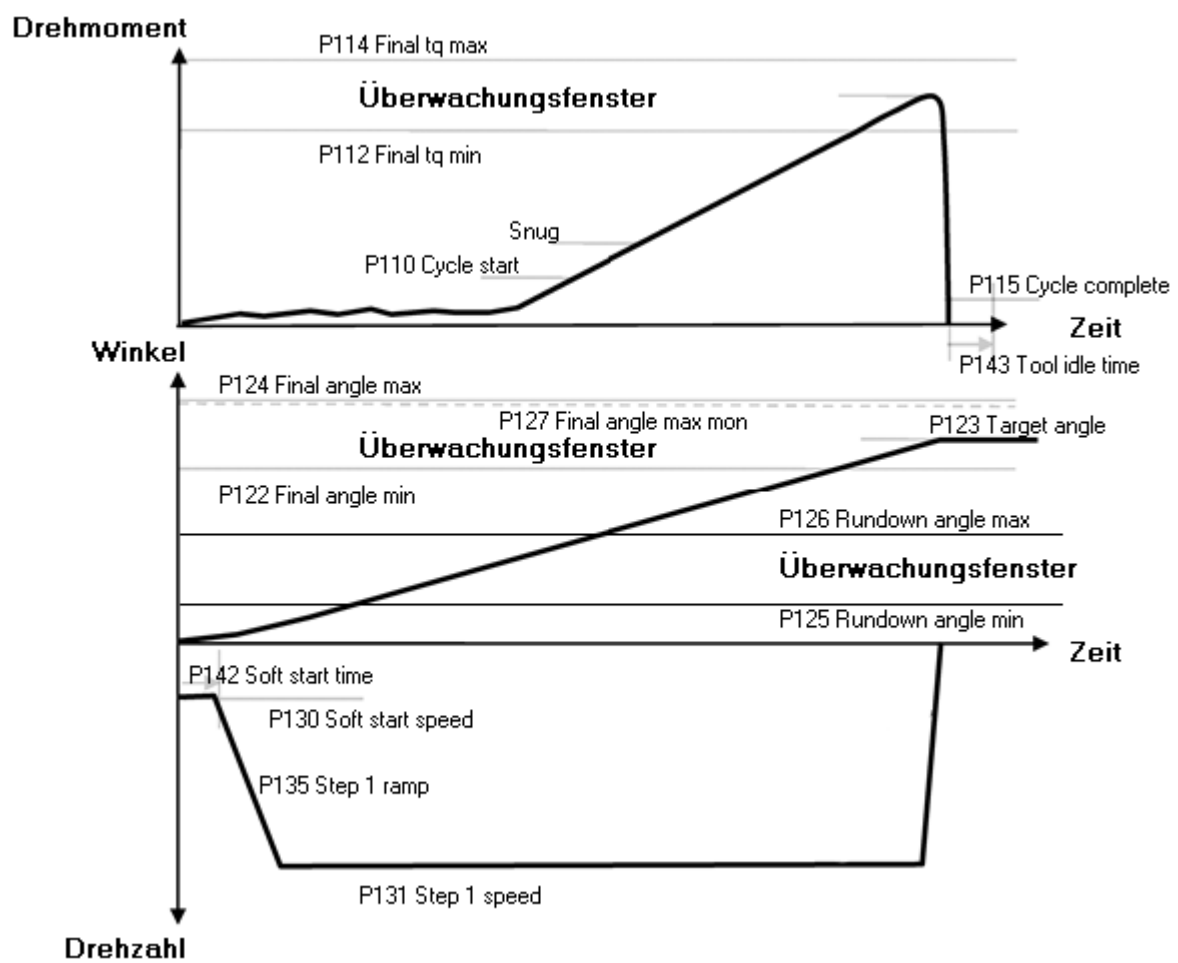 Drehmoment
P114 Final tq max
Überwachungsfenster
P112 Final tq min
Snug
P110 Cycle start
P115 Cycle complete
Zeit
Winkel
P143 Tool idle time
P124 Final angle max
P127 Final angle max mon
P123 Target angle
Überwachungsfenster
P122 Final angle min
P126 Rundown angle max
Überwachungsfenster
P125 Rundown angle min
Zeit
P142 Soft start time
P130 Soft start speed
P135 Step 1 ramp
P131 Step 1 speed
Drehzahl